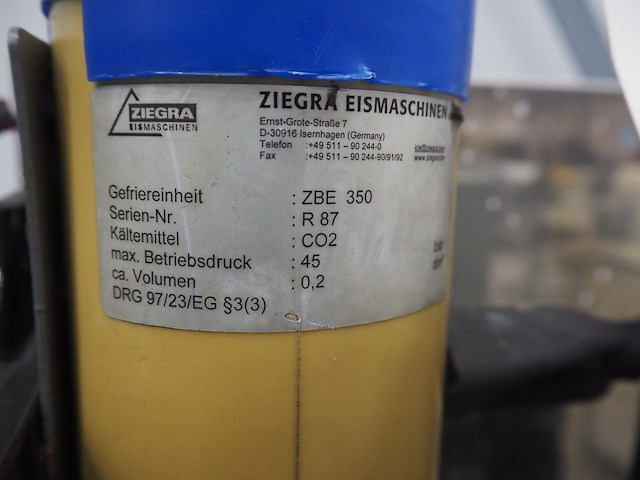 ZIEGRA
EISMASCHINEN
ZIEGRA EISMASCHINEN
Ernst-Grote-Straße 7
D-30916 Isernhagen (Germany)
Telefon :+49 511 – 90 244-0
Fax :+49 511 – 90 244-90/91/92
Gefriereinheit : ZBE 350
Serien-Nr. : R 87
Kältemittel : CO2
max. Betriebsdruck : 45 bar
ca. Volumen : 0,2
DRG 97/23/EG §3(3)